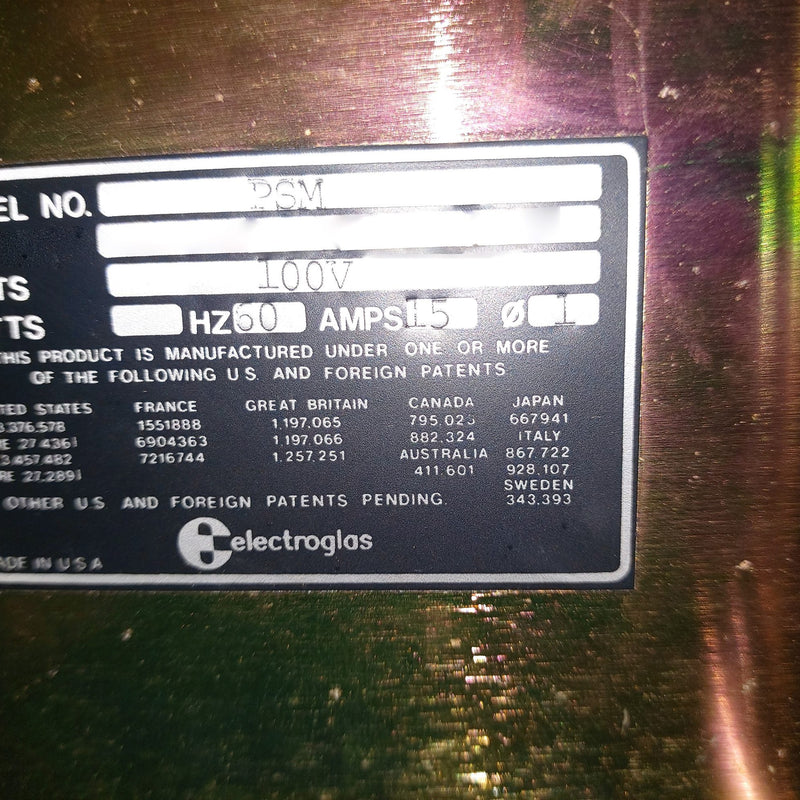 EL NO. PSM
TS 100V
TTS HZ 60 AMPS 15 Ø 1
THIS PRODUCT IS MANUFACTURED UNDER ONE OR MORE
OF THE FOLLOWING U.S. AND FOREIGN PATENTS
TED STATES FRANCE GREAT BRITAIN CANADA JAPAN
3.376.578 1551888 1.197.065 795.025 667941
RE 27.436 6904363 1.197.066 882.324 ITALY
3.457.482 7216744 1.257.251 AUSTRALIA 867.722
RE 27.289 411.601 928.107
SWEDEN
OTHER U.S AND FOREIGN PATENTS PENDING. 343.393
electroglas
ADE IN U S A